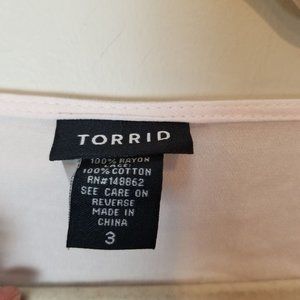 TORRID
100% RAYON
LACE:
100% COTTON
RN#148862
SEE CARE ON
REVERSE
MADE IN
CHINA
3